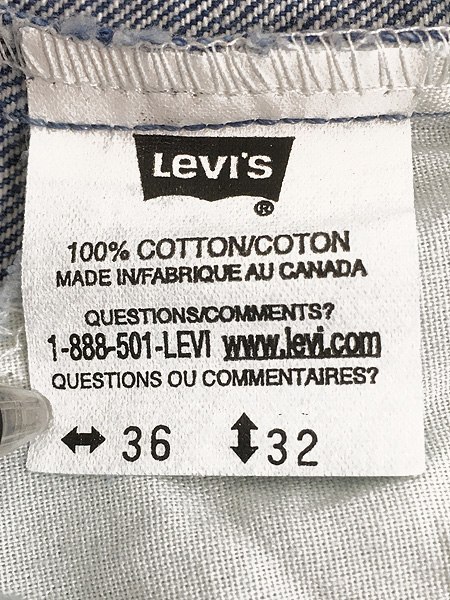 LEVI'S
®
100% COTTON/COTON
MADE IN/FABRIQUE AU CANADA
QUESTIONS/COMMENTS?
1-888-501-LEVI www.levi.com
QUESTIONS OU COMMENTAIRES?
↔ 36 ↕ 32